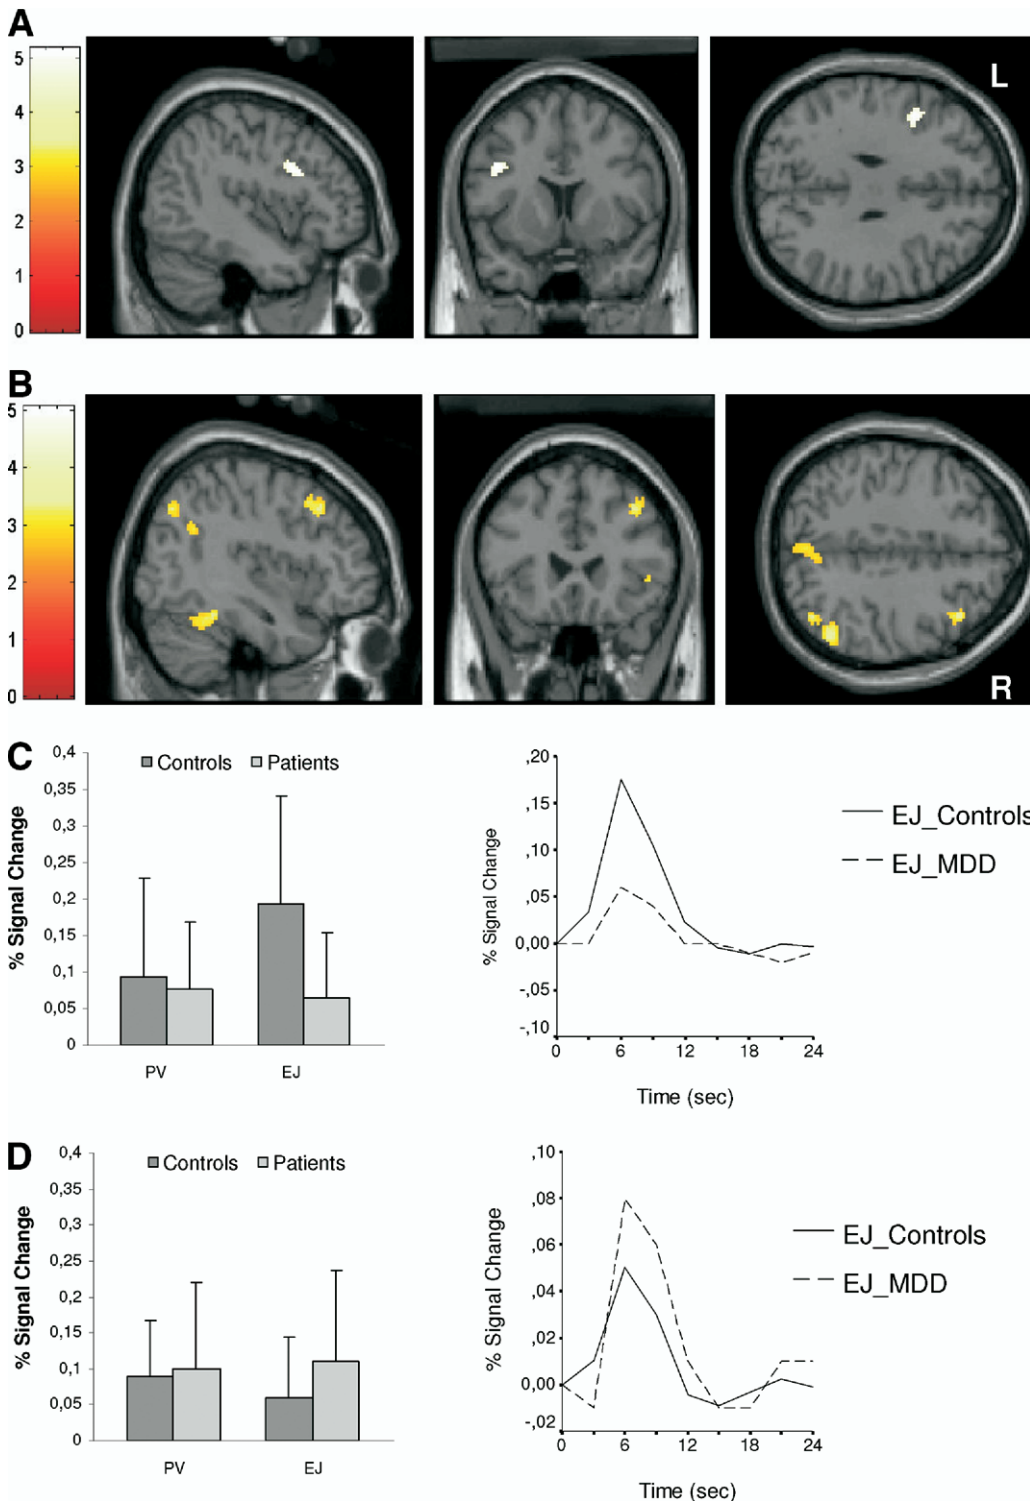 A
5
4
3
2
1
0
L
B
5
4
3
2
1
0
R
C
0,4
0,35
0,3
0,25
0,2
0,15
0,1
0,05
0
% Signal Change
Controls Patients
PV EJ
,20
,15
,10
,05
0,00
-,05
-,10
% Signal Change
0 6 12 18 24
Time (sec)
EJ_Controls
EJ_MDD
D
0,4
0,35
0,3
0,25
0,2
0,15
0,1
0,05
0
% Signal Change
Controls Patients
PV EJ
,10
,08
,06
,04
,02
0,00
-,02
% Signal Change
0 6 12 18 24
Time (sec)
EJ_Controls
EJ_MDD